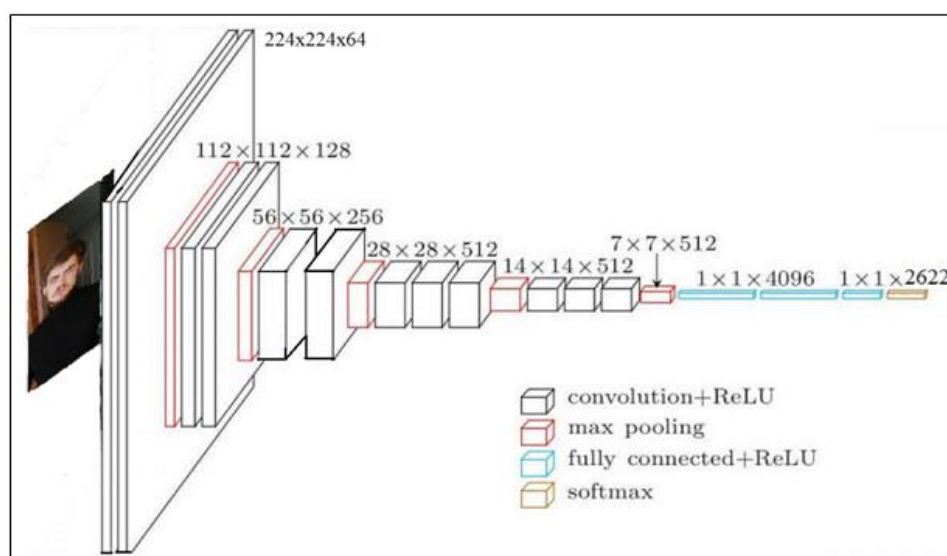 224x224x64
112 × 112 × 128
56 × 56 × 256
28 × 28 × 512
14 × 14 × 512
7 × 7 × 512
1 × 1 × 4096
1 × 1 × 2622
convolution+ReLU
max pooling
fully connected+ReLU
softmax